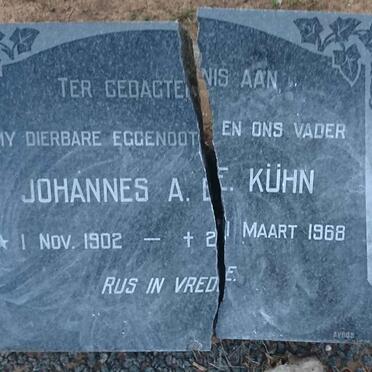 TER GEDAGTENIS AAN
MY DIERBARE EGGENOOT EN ONS VADER
JOHANNES A. E. KÜHN
* 1 NOV. 1902 — † 21 MAART 1968
RUS IN VREDE.